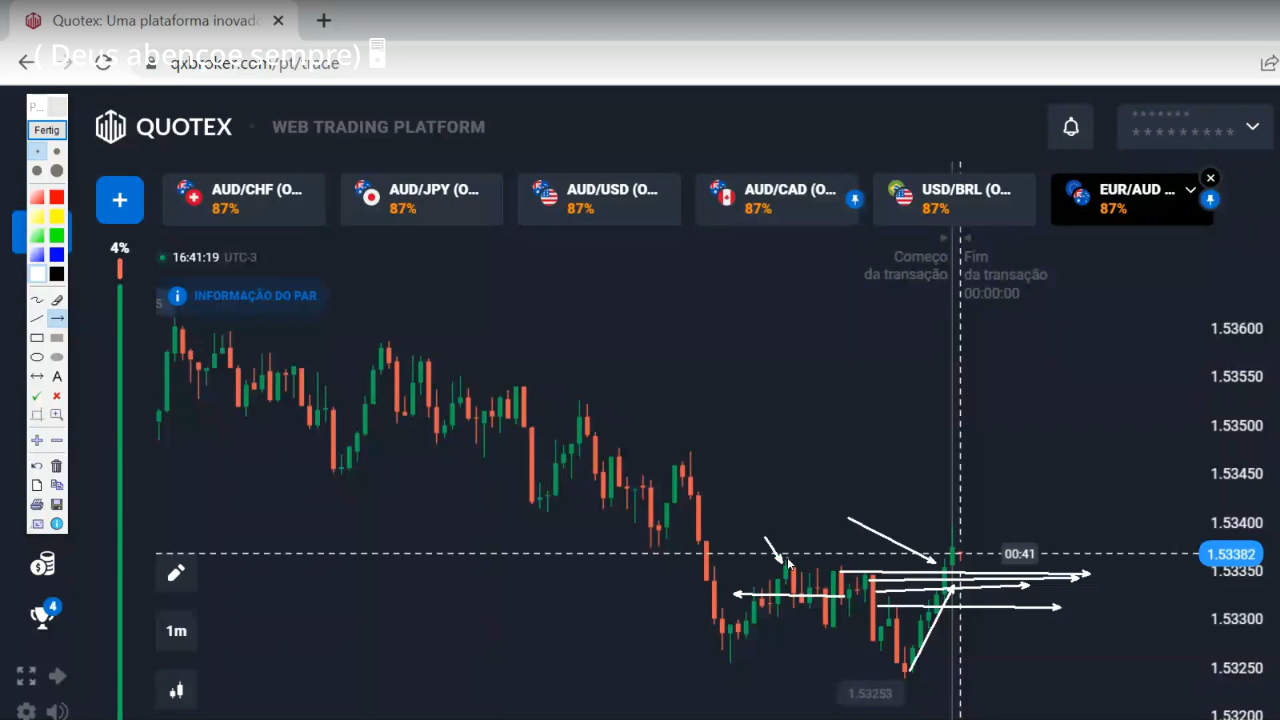 Quotex: Uma plataforma inovado
( Deus abençoe sempre)
qxbroker.com/pt/trade
P...
Fertig
QUOTEX
WEB TRADING PLATFORM
*******
*********
+
AUD/CHF (O...
87%
AUD/JPY (O...
87%
AUD/USD (O...
87%
AUD/CAD (O...
87%
USD/BRL (O...
87%
EUR/AUD ...
87%
4%
16:41:19 UTC-3
Começo
da transação
Fim
da transação
00:00:00
5
INFORMAÇÃO DO PAR
1.53600
1.53550
1.53500
1.53450
1.53400
00:41
1.53382
1.53350
1.53300
1.53250
1.53200
A
4
1m
1.53253